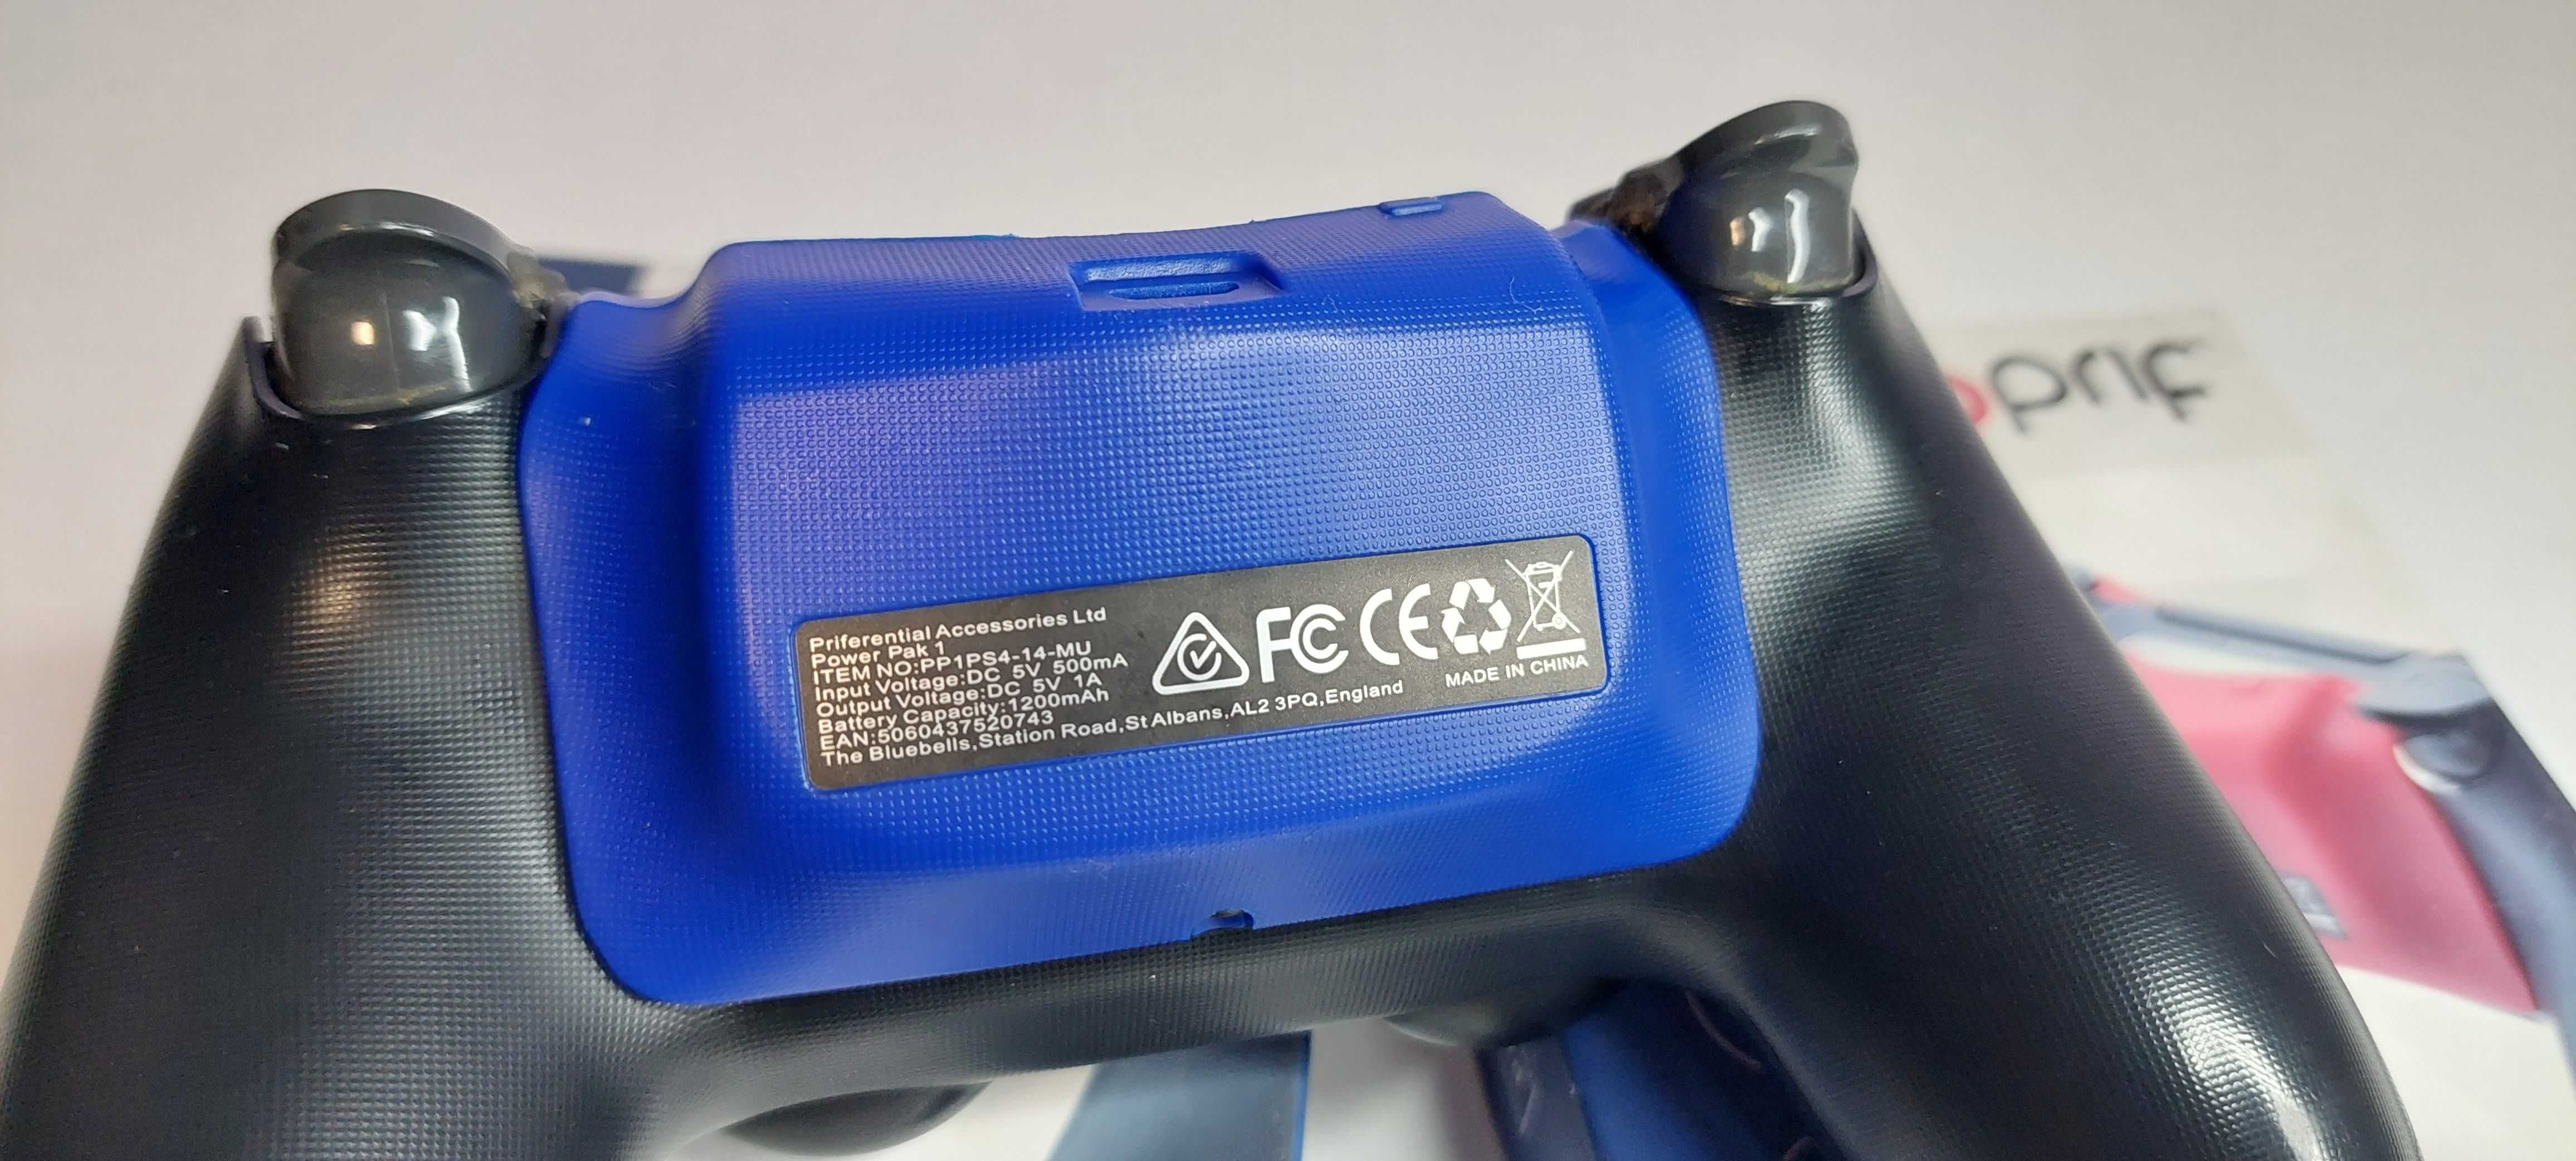 Priferential Accessories Ltd
Power Pak 1
ITEM NO:PP1PS4-14-MU
Input Voltage:DC 5V 500mA
Output Voltage:DC 5V 1A
Battery Capacity:1200mAh
EAN:5060437520743
The Bluebells,Station Road,St Albans,AL2 3PQ,England
FC CE
MADE IN CHINA